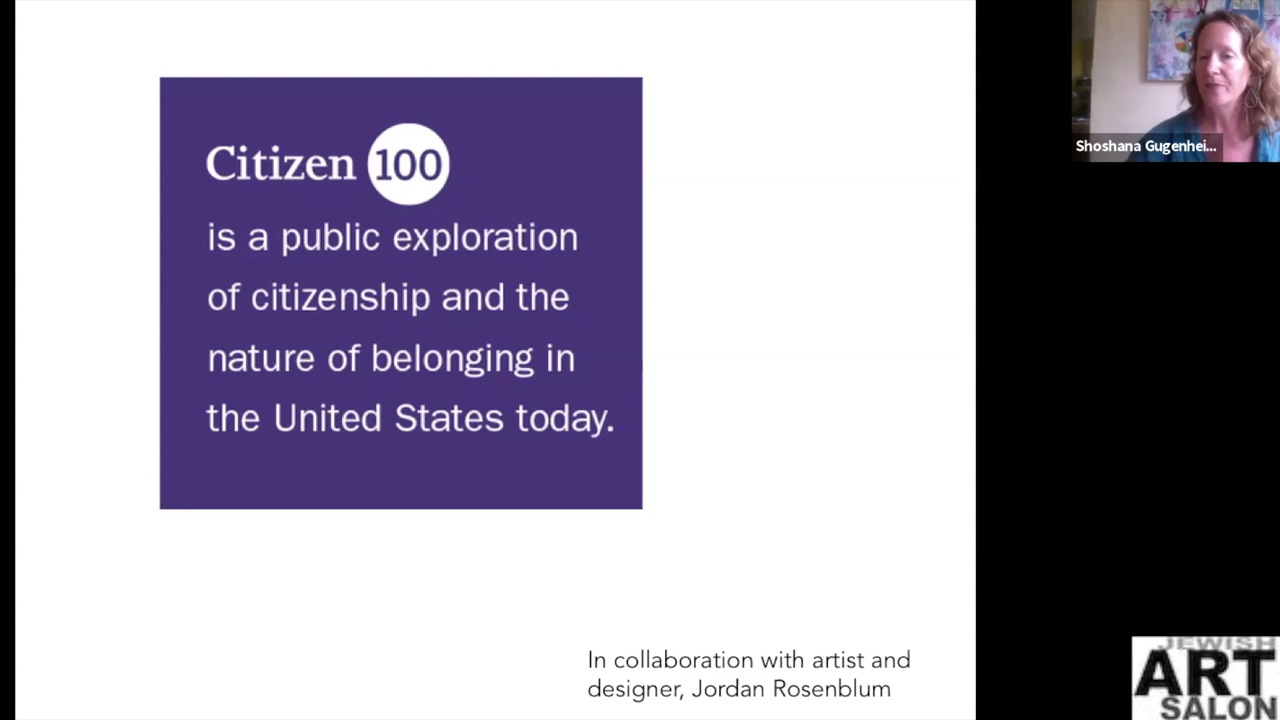 Citizen 100
is a public exploration
of citizenship and the
nature of belonging in
the United States today.
In collaboration with artist and
designer, Jordan Rosenblum
Shoshana Gugenhei...
JEWISH
ART
SALON